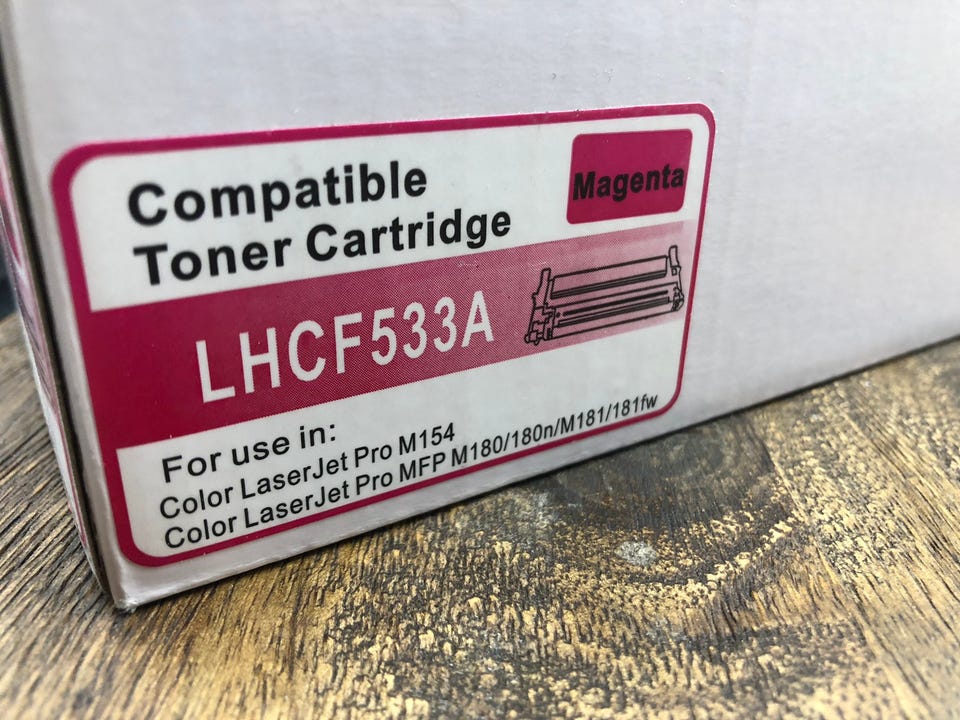 Compatible
Toner Cartridge
Magenta
LHCF533A
For use in:
Color LaserJet Pro M154
Color LaserJet Pro MFP M180/180n/M181/181fw